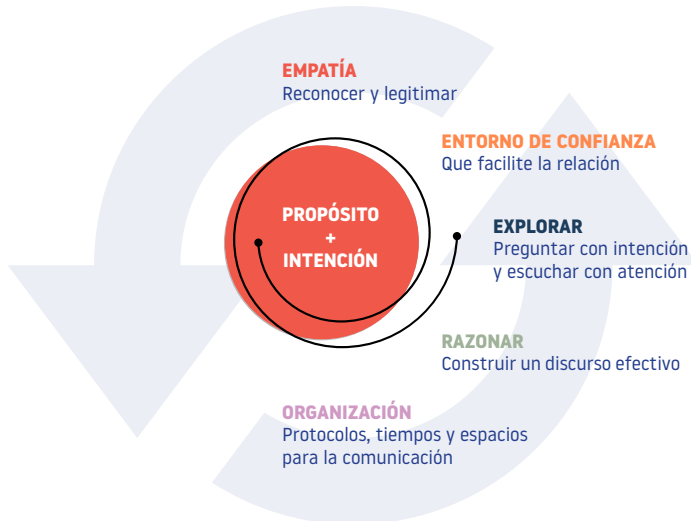 EMPATÍA
Reconocer y legitimar
ENTORNO DE CONFIANZA
Que facilite la relación
PROPÓSITO
+
INTENCIÓN
EXPLORAR
Preguntar con intención
y escuchar con atención
RAZONAR
Construir un discurso efectivo
ORGANIZACIÓN
Protocolos, tiempos y espacios
para la comunicación